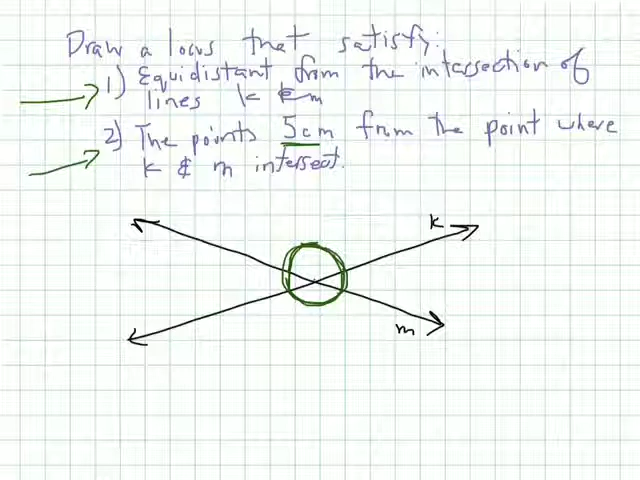 Draw a locus that satisfy:
1) Equidistant from the intersection of
lines k & m
2) The points 5cm from the point where
k & m intersect.
k
m